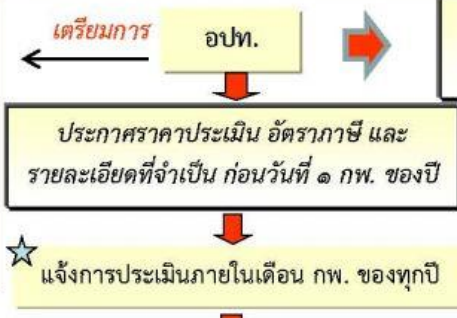 เตรียมการ
อปท.
ประกาศราคาประเมิน อัตราภาษี และ
รายละเอียดที่จำเป็น ก่อนวันที่ ๑ กพ. ของปี
แจ้งการประเมินภายในเดือน กพ. ของทุกปี